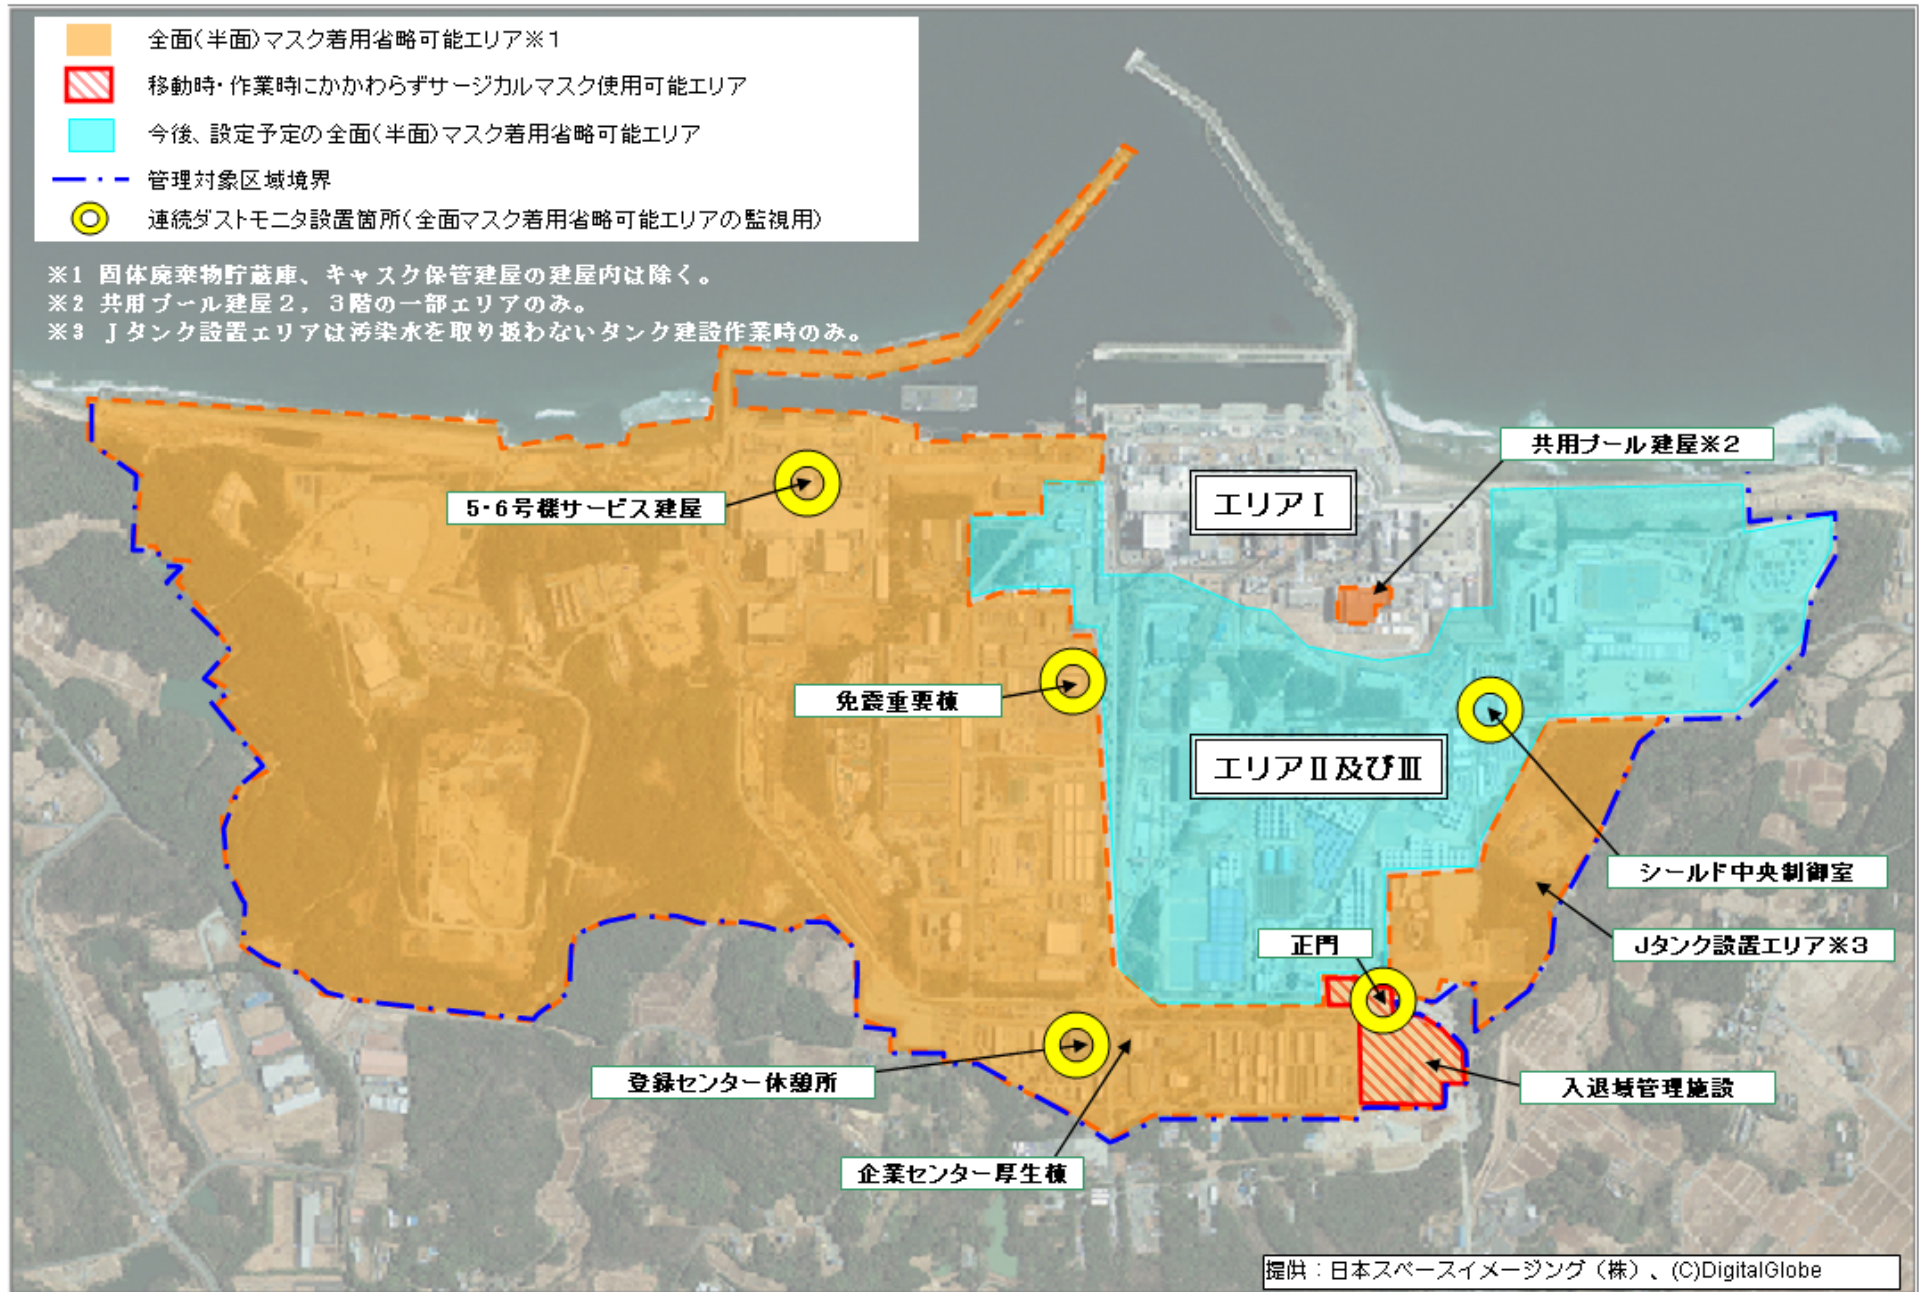 全面(半面)マスク着用省略可能エリア※1
移動時・作業時にかかわらずサージカルマスク使用可能エリア
今後、設定予定の全面(半面)マスク着用省略可能エリア
管理対象区域境界
連続ダストモニタ設置箇所(全面マスク着用省略可能エリアの監視用)
※1 固体廃棄物貯蔵庫、キャスク保管建屋の建屋内は除く。
※2 共用プール建屋2，3階の一部エリアのみ。
※3 Jタンク設置エリアは汚染水を取り扱わないタンク建設作業時のみ。
共用プール建屋※2
エリアⅠ
5・6号機サービス建屋
免震重要棟
エリアⅡ及びⅢ
シールド中央制御室
正門
Jタンク設置エリア※3
登録センター休憩所
入退域管理施設
企業センター厚生棟
提供：日本スペースイメージング（株）、(C)DigitalGlobe